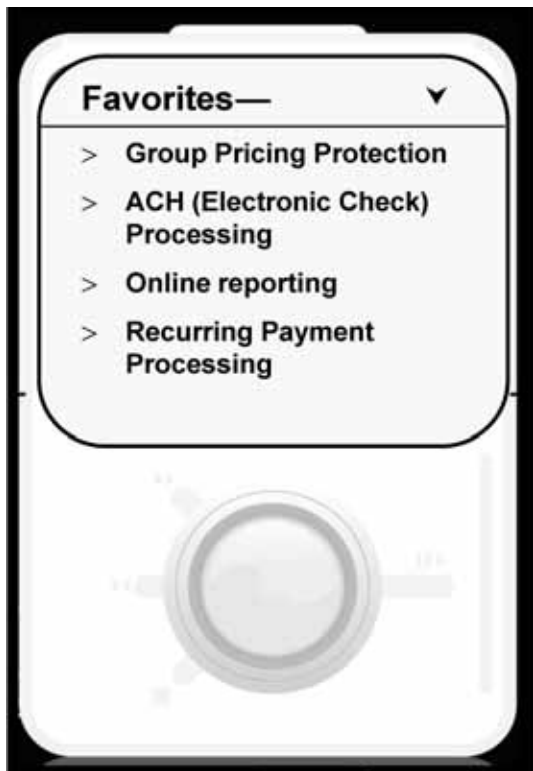 Favorites—
> Group Pricing Protection
> ACH (Electronic Check)
Processing
> Online reporting
> Recurring Payment
Processing